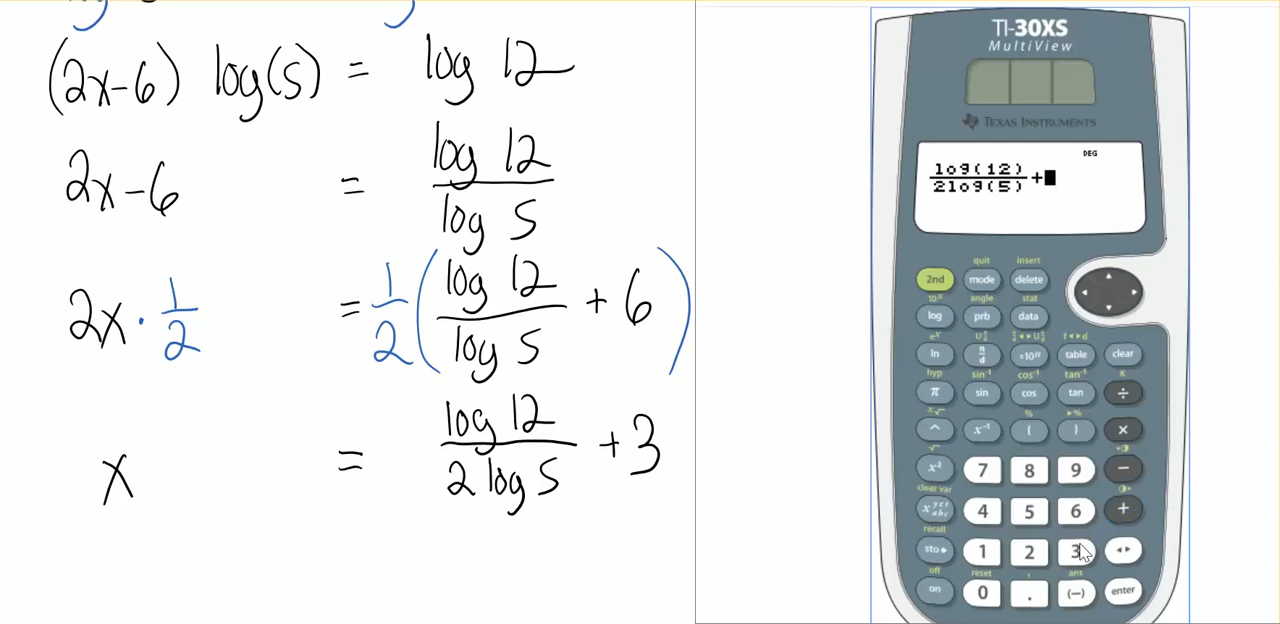 (2x-6) log(5) = log 12
2x-6 = log 12 / log 5
2x · 1/2 = 1/2 ( log 12 / log 5 + 6 )
x = log 12 / 2 log 5 + 3
TI-30XS
MultiView
TEXAS INSTRUMENTS
DEG
log(12)
2log(5) +
quit insert
2nd mode delete
10ˣ angle stat
log prb data
ln n/d ×10ⁿ table clear
hyp sin⁻¹ cos⁻¹ tan⁻¹ K
π sin cos tan ÷
ˣ√ % ▸%
^ x⁻¹ ( ) ×
√
x² 7 8 9 −
clear var
4 5 6 +
recall
sto▸ 1 2 3 ◂▸
off reset , ans
on 0 . (−) enter